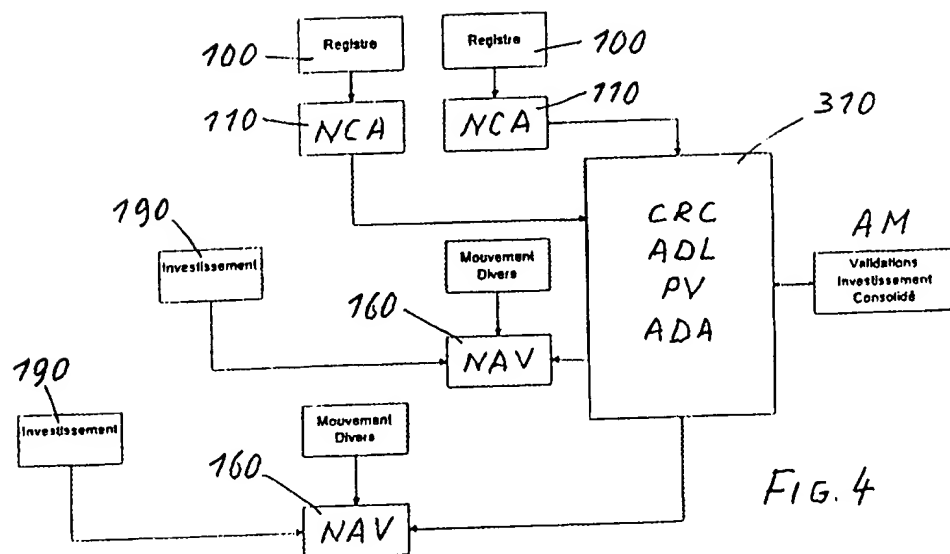 Registre
100
Registre
100
110
NCA
NCA
110
310
CRC
ADL
PV
ADA
AM
Validations
Investissement
Consolidé
190
Investissement
Mouvement
Divers
160
NAV
190
Investissement
Mouvement
Divers
160
NAV
FIG. 4